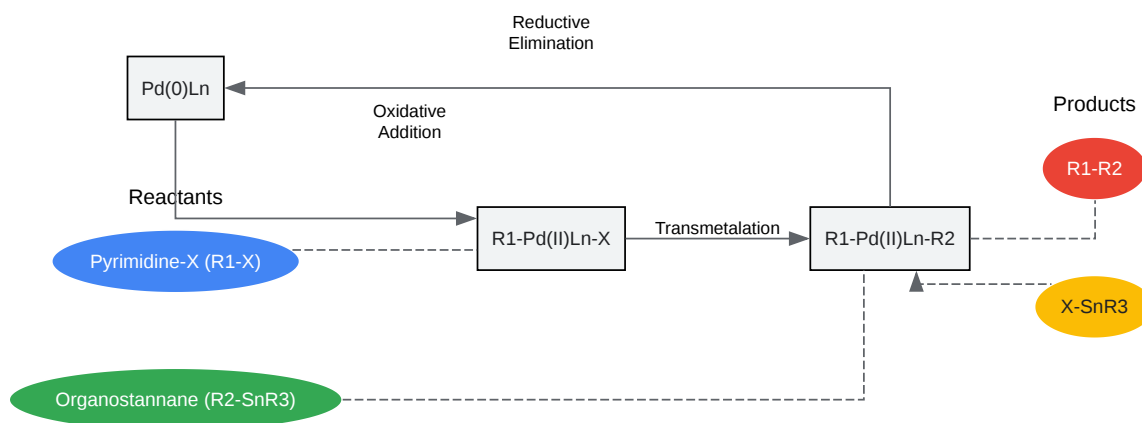 Reductive
Elimination
Pd(0)Ln
Oxidative
Addition
Products
R1-R2
Reactants
R1-Pd(II)Ln-X
Transmetalation
R1-Pd(II)Ln-R2
Pyrimidine-X (R1-X)
X-SnR3
Organostannane (R2-SnR3)